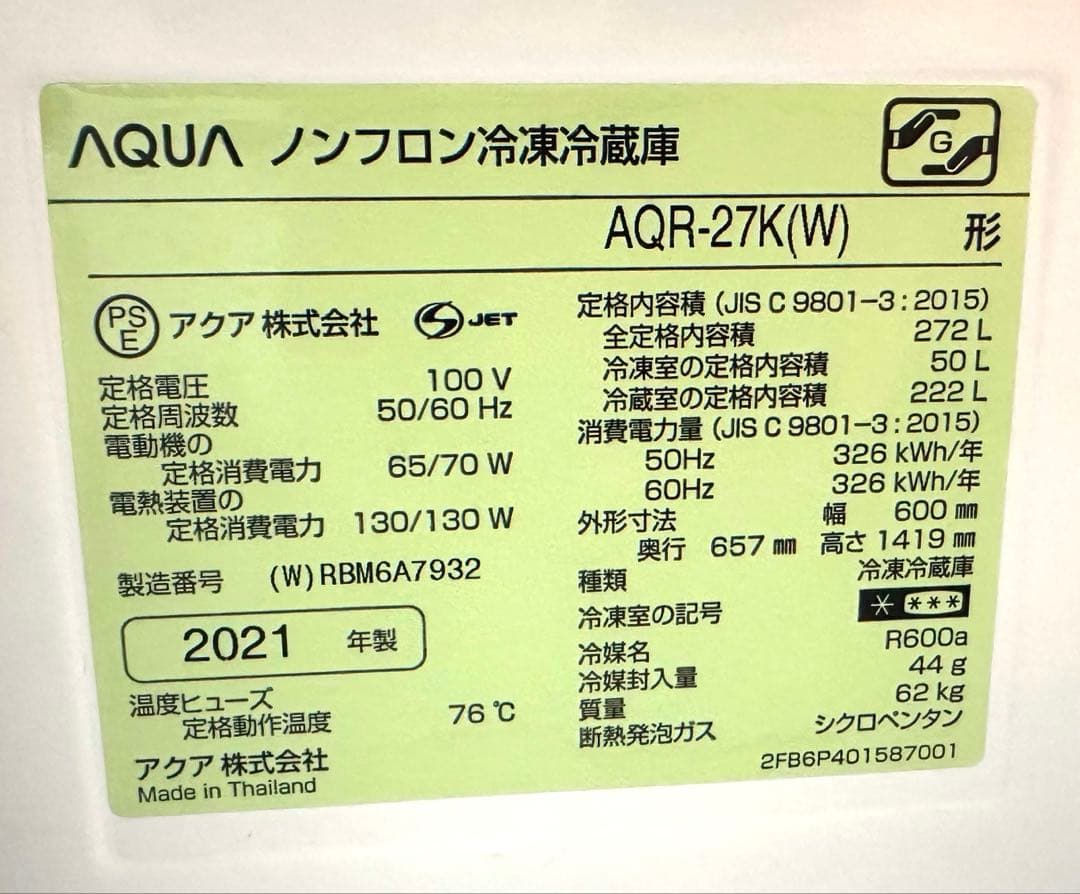 AQUA ノンフロン冷凍冷蔵庫
G
AQR-27K(W) 形
PSE アクア 株式会社 S JET
定格電圧 100 V
定格周波数 50/60 Hz
電動機の
定格消費電力 65/70 W
電熱装置の
定格消費電力 130/130 W
製造番号 (W)RBM6A7932
2021 年製
温度ヒューズ
定格動作温度 76 ℃
アクア 株式会社
Made in Thailand
定格内容積 (JIS C 9801-3:2015)
全定格内容積 272 L
冷凍室の定格内容積 50 L
冷蔵室の定格内容積 222 L
消費電力量 (JIS C 9801-3:2015)
50Hz 326 kWh/年
60Hz 326 kWh/年
外形寸法 幅 600 ㎜
奥行 657 ㎜ 高さ 1419 ㎜
種類 冷凍冷蔵庫
冷凍室の記号 * ***
冷媒名 R600a
冷媒封入量 44 g
質量 62 kg
断熱発泡ガス シクロペンタン
2FB6P401587001